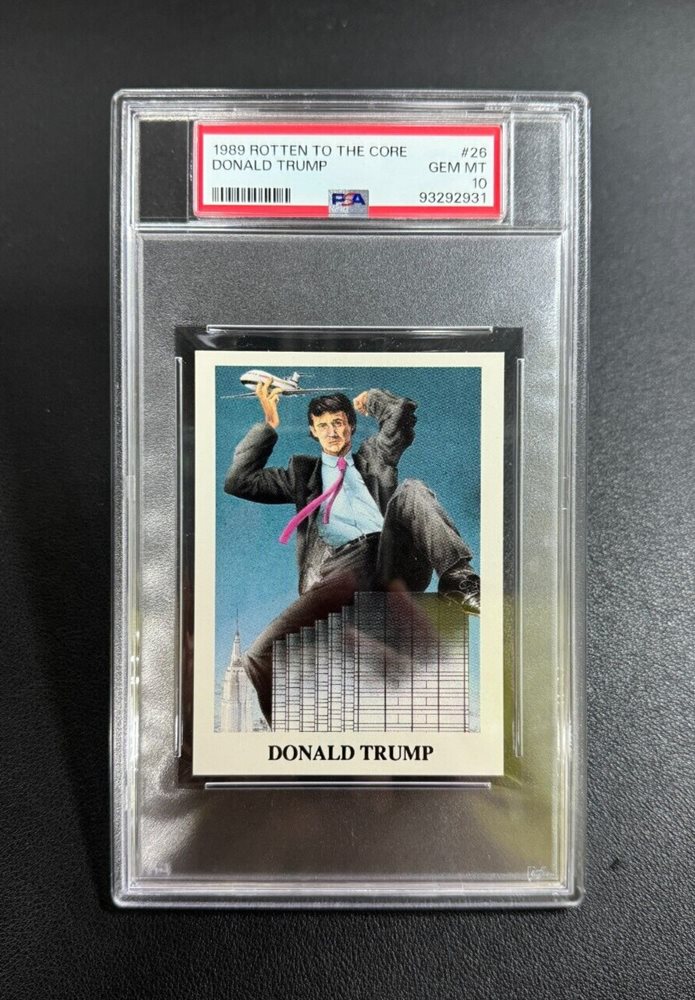 1989 ROTTEN TO THE CORE #26
DONALD TRUMP GEM MT
10
PSA 93292931
DONALD TRUMP